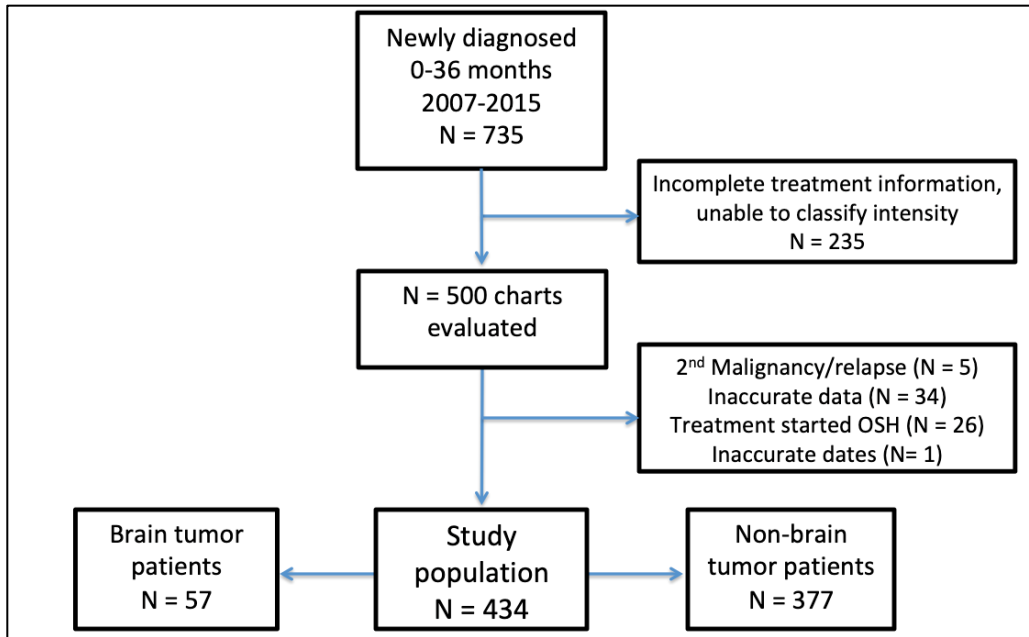 Newly diagnosed
0-36 months
2007-2015
N = 735
Incomplete treatment information,
unable to classify intensity
N = 235
N = 500 charts
evaluated
2nd Malignancy/relapse (N = 5)
Inaccurate data (N = 34)
Treatment started OSH (N = 26)
Inaccurate dates (N= 1)
Brain tumor
patients
N = 57
Study
population
N = 434
Non-brain
tumor patients
N = 377